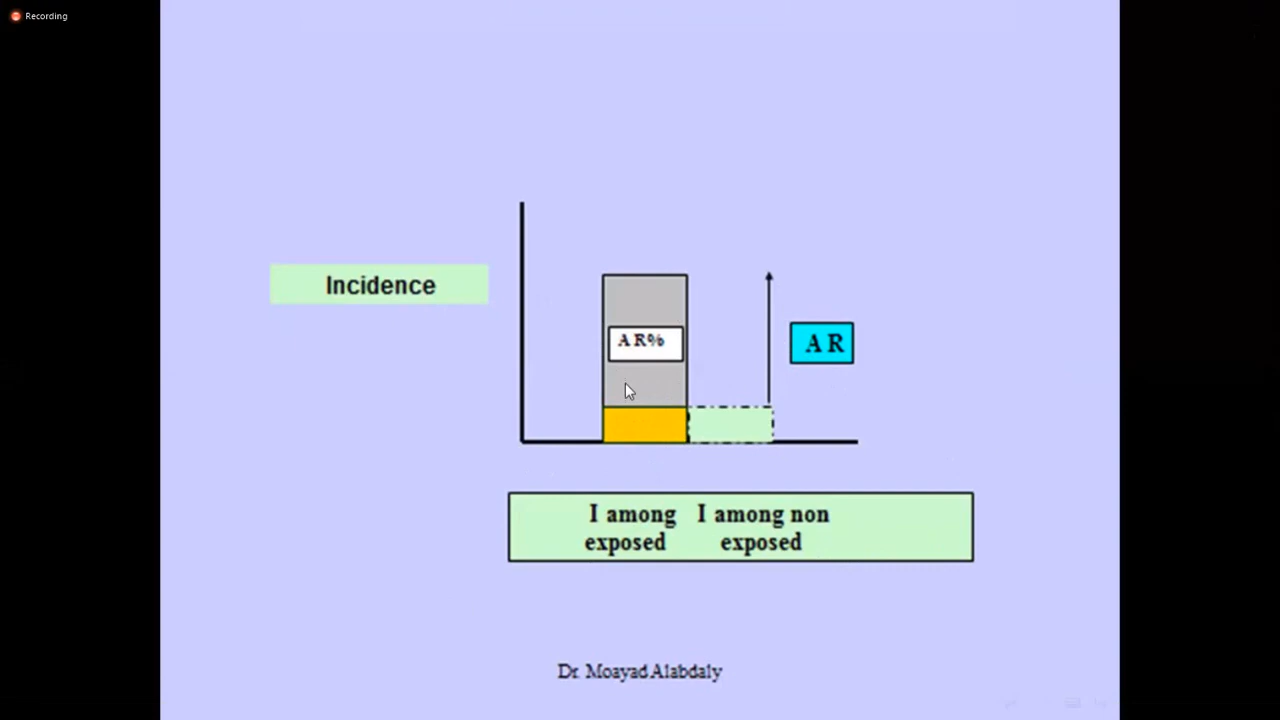 Recording
Incidence
A R%
A R
I among I among non
exposed exposed
Dr. Moayad Alabdaly